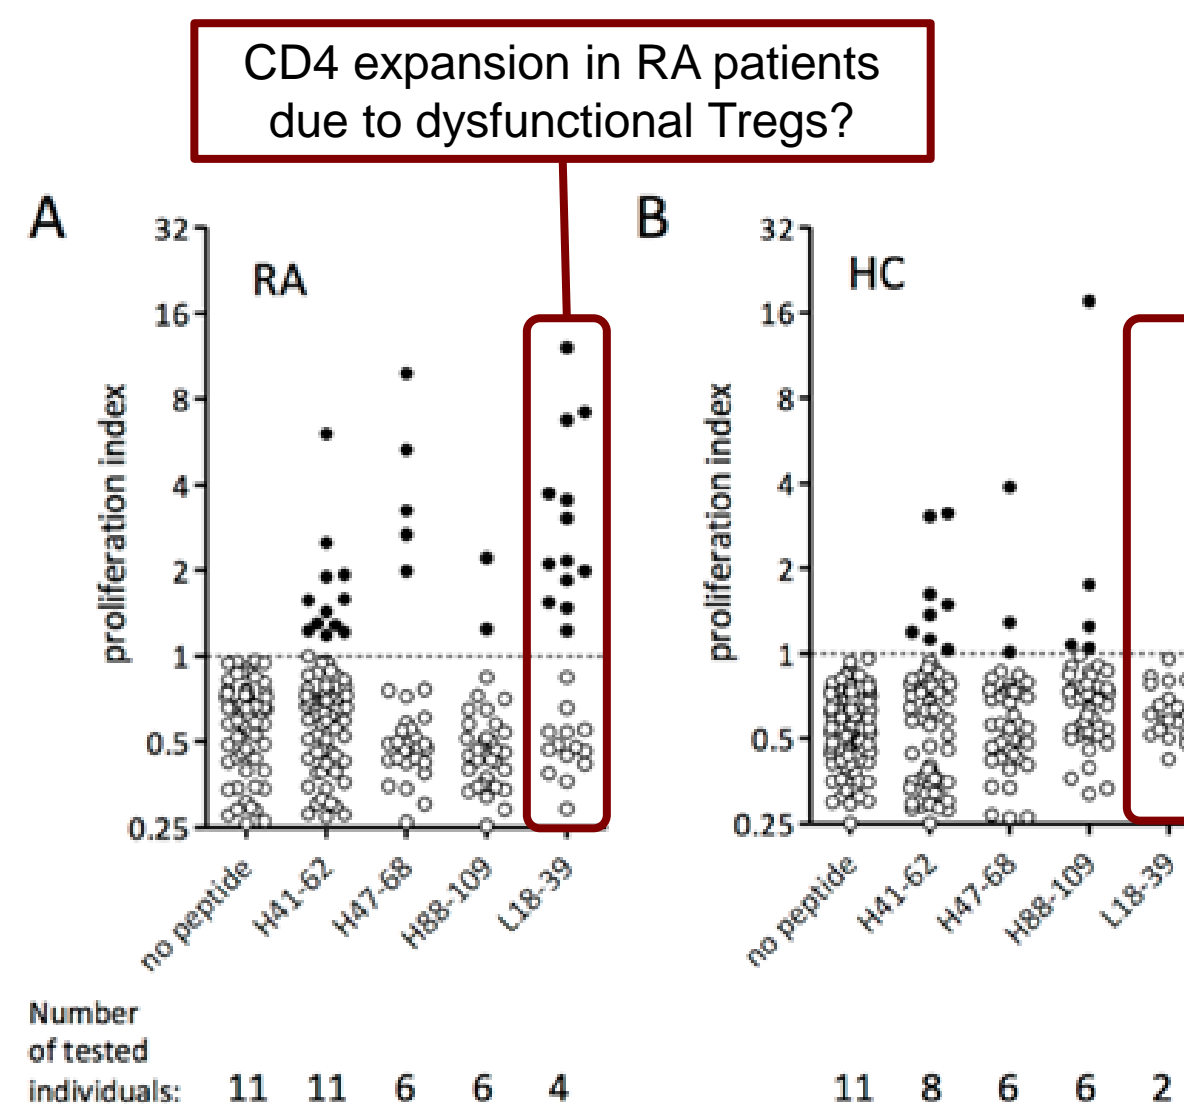 CD4 expansion in RA patients
due to dysfunctional Tregs?
A
RA
proliferation index
32
16
8
4
2
1
0.5
0.25
no peptide
H41-62
H47-68
H88-109
L18-39
B
HC
proliferation index
32
16
8
4
2
1
0.5
0.25
no peptide
H41-62
H47-68
H88-109
L18-39
Number
of tested
individuals: 11 11 6 6 4 11 8 6 6 2